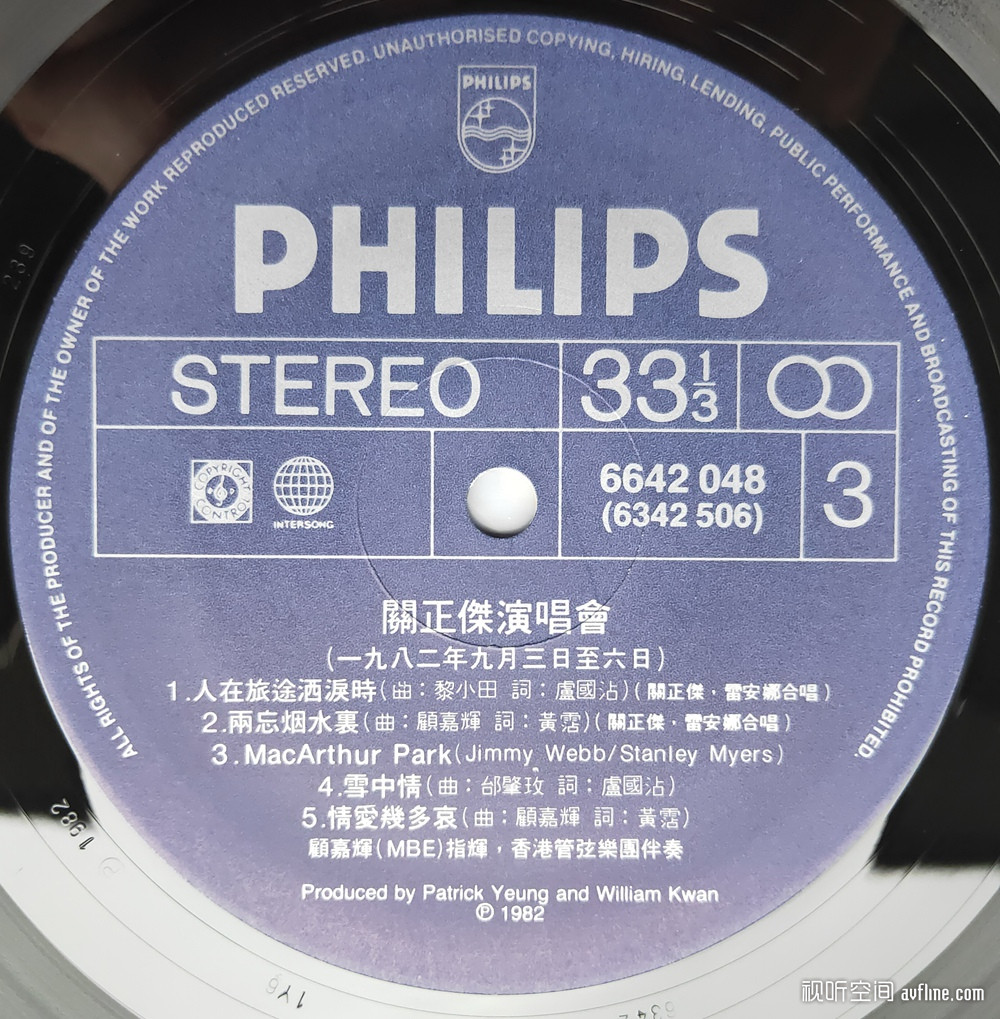 ALL RIGHTS OF THE PRODUCER AND OF THE OWNER OF THE WORK REPRODUCED RESERVED. UNAUTHORISED COPYING, HIRING, LENDING, PUBLIC PERFORMANCE AND BROADCASTING OF THIS RECORD PROHIBITED.
PHILIPS
PHILIPS
STEREO
33 1/3
COPYRIGHT CONTROL
INTERSONG
6642 048
(6342 506)
3
關正傑演唱會
(一九八二年九月三日至六日)
1.人在旅途洒淚時(曲：黎小田 詞：盧國沾)(關正傑，雷安娜合唱)
2.兩忘烟水裏(曲：顧嘉輝 詞：黃霑)(關正傑，雷安娜合唱)
3.MacArthur Park(Jimmy Webb/Stanley Myers)
4.雪中情(曲：邰肇玫 詞：盧國沾)
5.情愛幾多哀(曲：顧嘉輝 詞：黃霑)
顧嘉輝(MBE)指輝，香港管弦樂團伴奏
Produced by Patrick Yeung and William Kwan
℗ 1982
239
1982
1Y6
视听空间 avfline.com